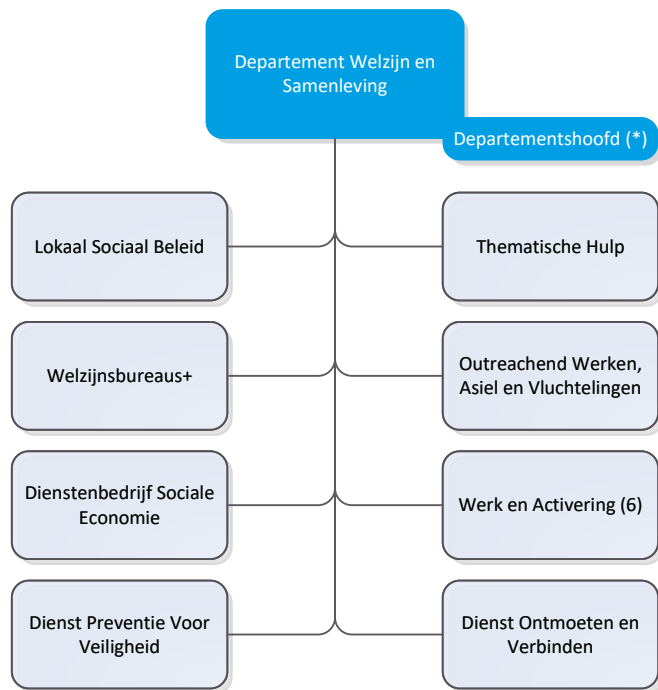 Departement Welzijn en
Samenleving
Departementshoofd (*)
Lokaal Sociaal Beleid
Thematische Hulp
Welzijnsbureaus+
Outreachend Werken,
Asiel en Vluchtelingen
Dienstenbedrijf Sociale
Economie
Werk en Activering (6)
Dienst Preventie Voor
Veiligheid
Dienst Ontmoeten en
Verbinden